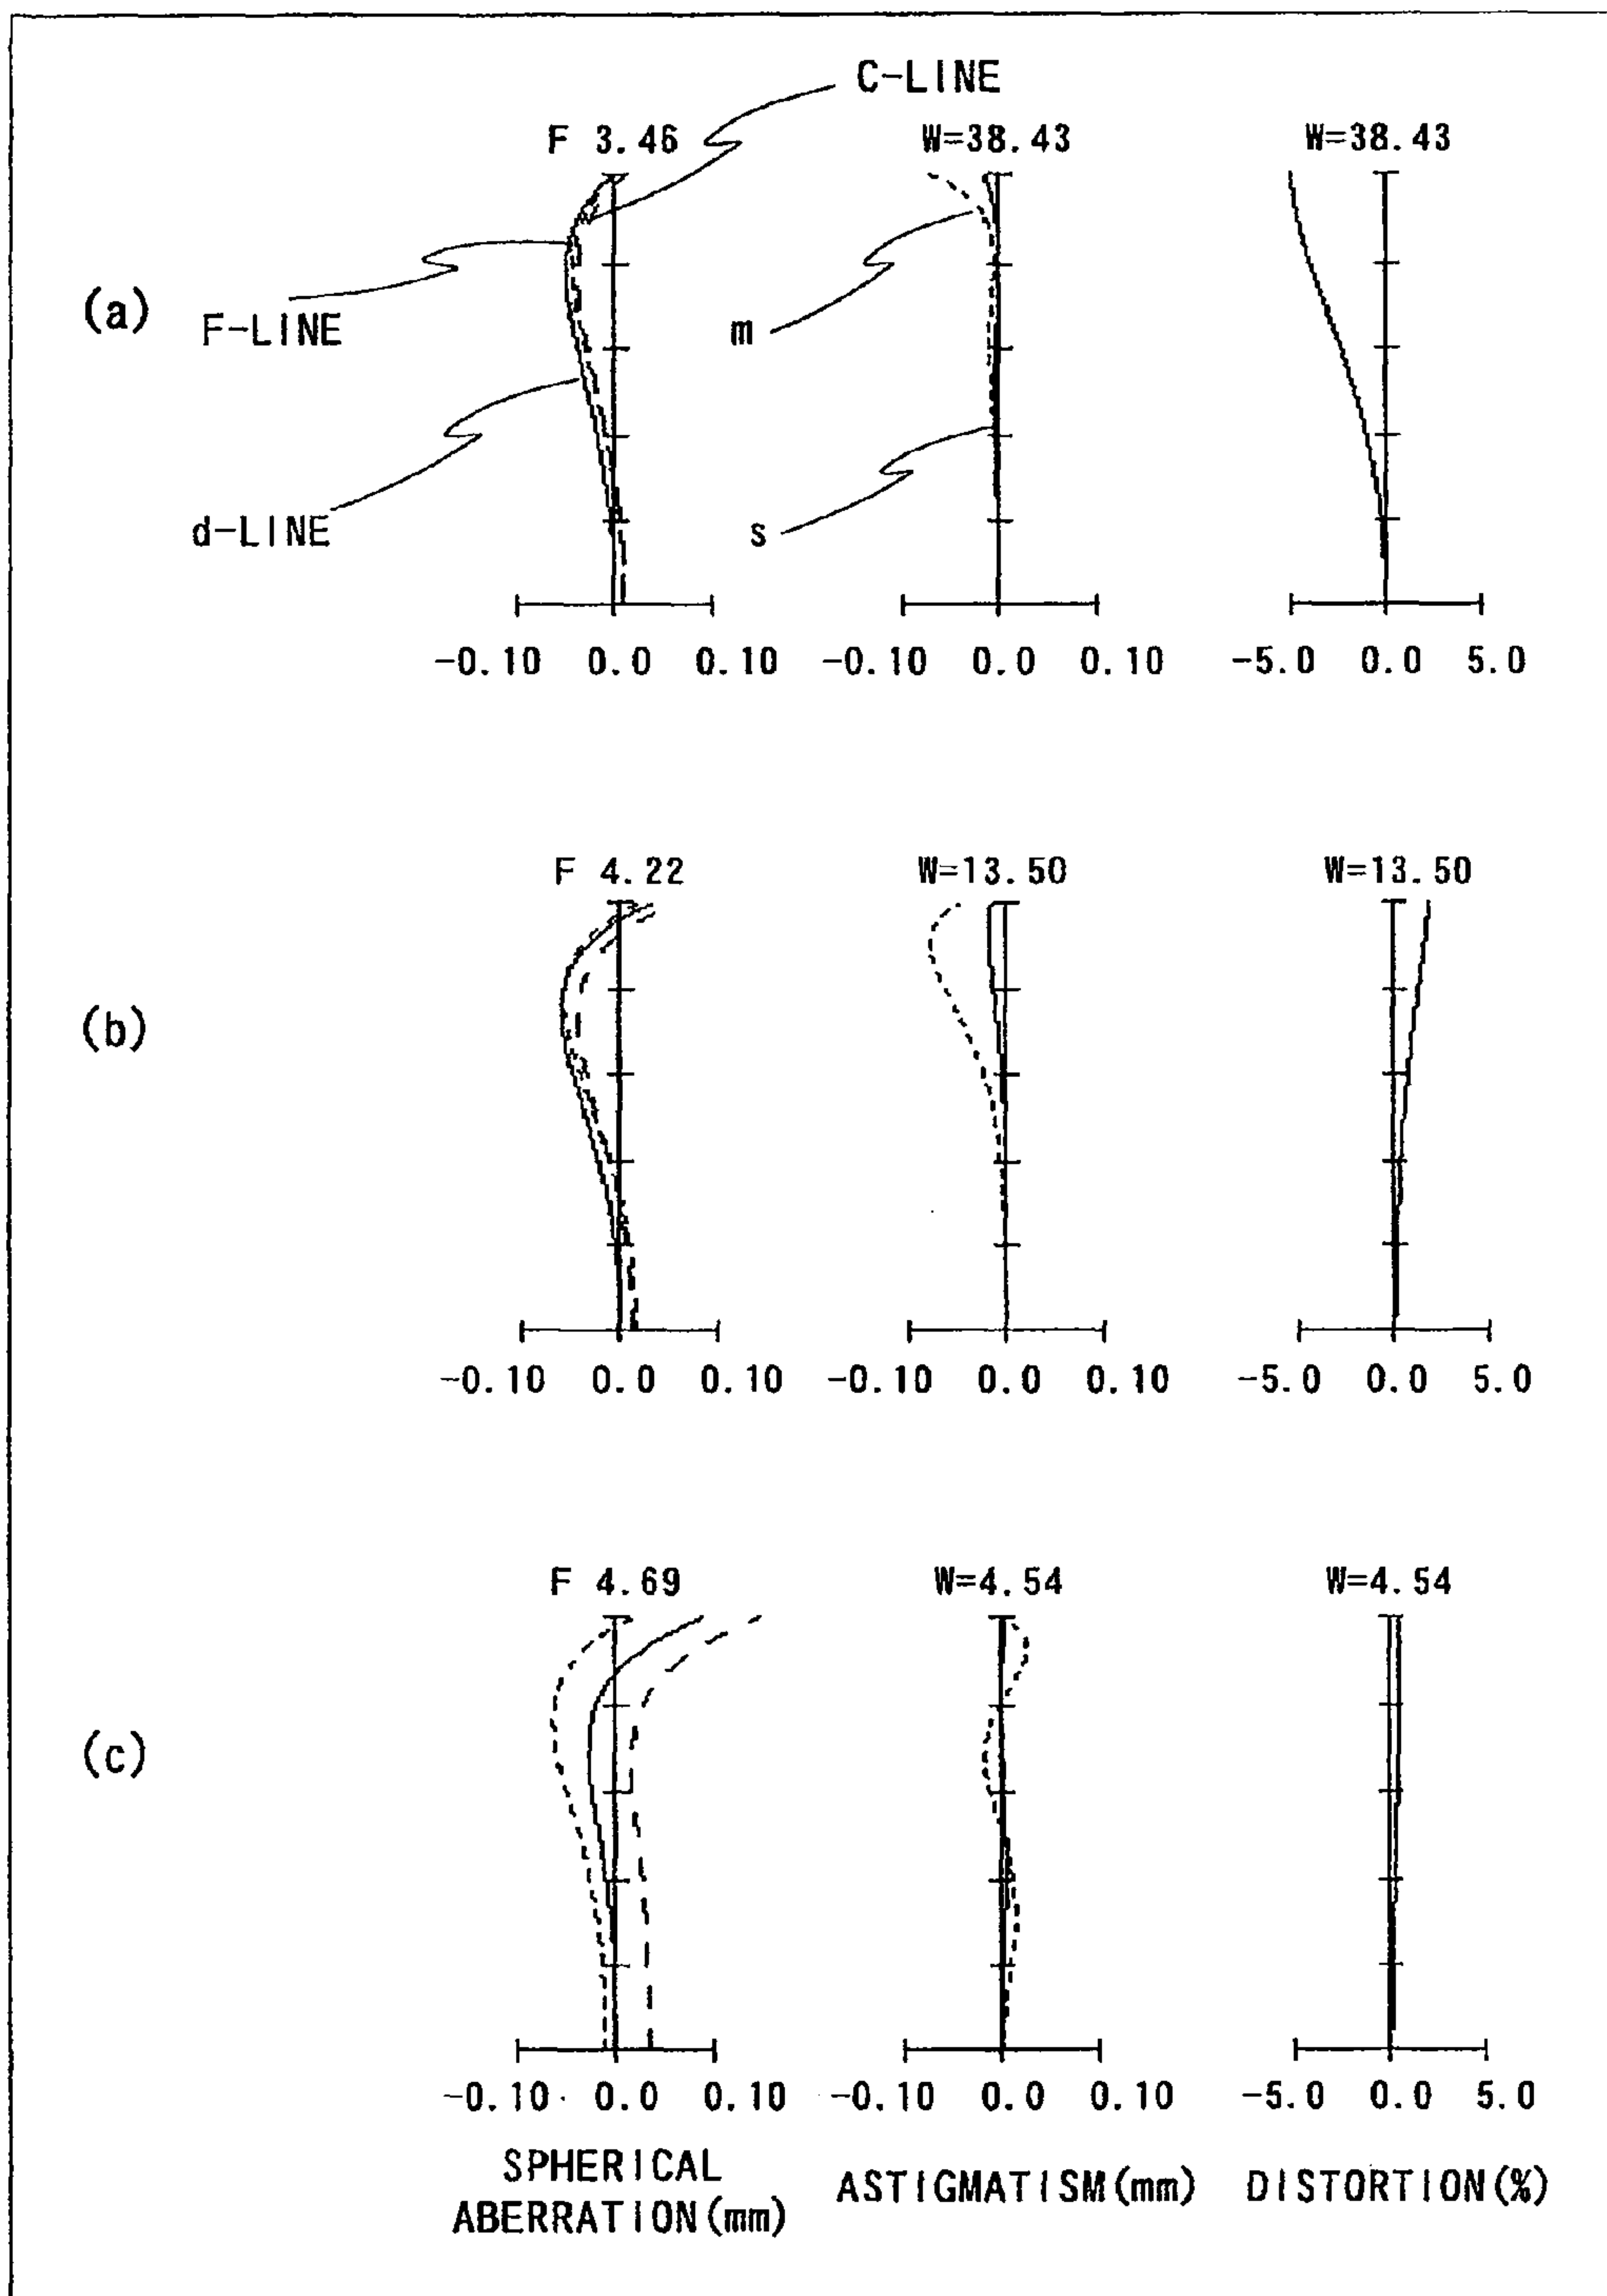 C-LINE
F 3.46 W=38.43 W=38.43
(a)
F-LINE
m
d-LINE
s
-0.10 0.0 0.10 -0.10 0.0 0.10 -5.0 0.0 5.0
F 4.22 W=13.50 W=13.50
(b)
-0.10 0.0 0.10 -0.10 0.0 0.10 -5.0 0.0 5.0
F 4.69 W=4.54 W=4.54
(c)
-0.10 0.0 0.10 -0.10 0.0 0.10 -5.0 0.0 5.0
SPHERICAL
ABERRATION(mm) ASTIGMATISM(mm) DISTORTION(%)